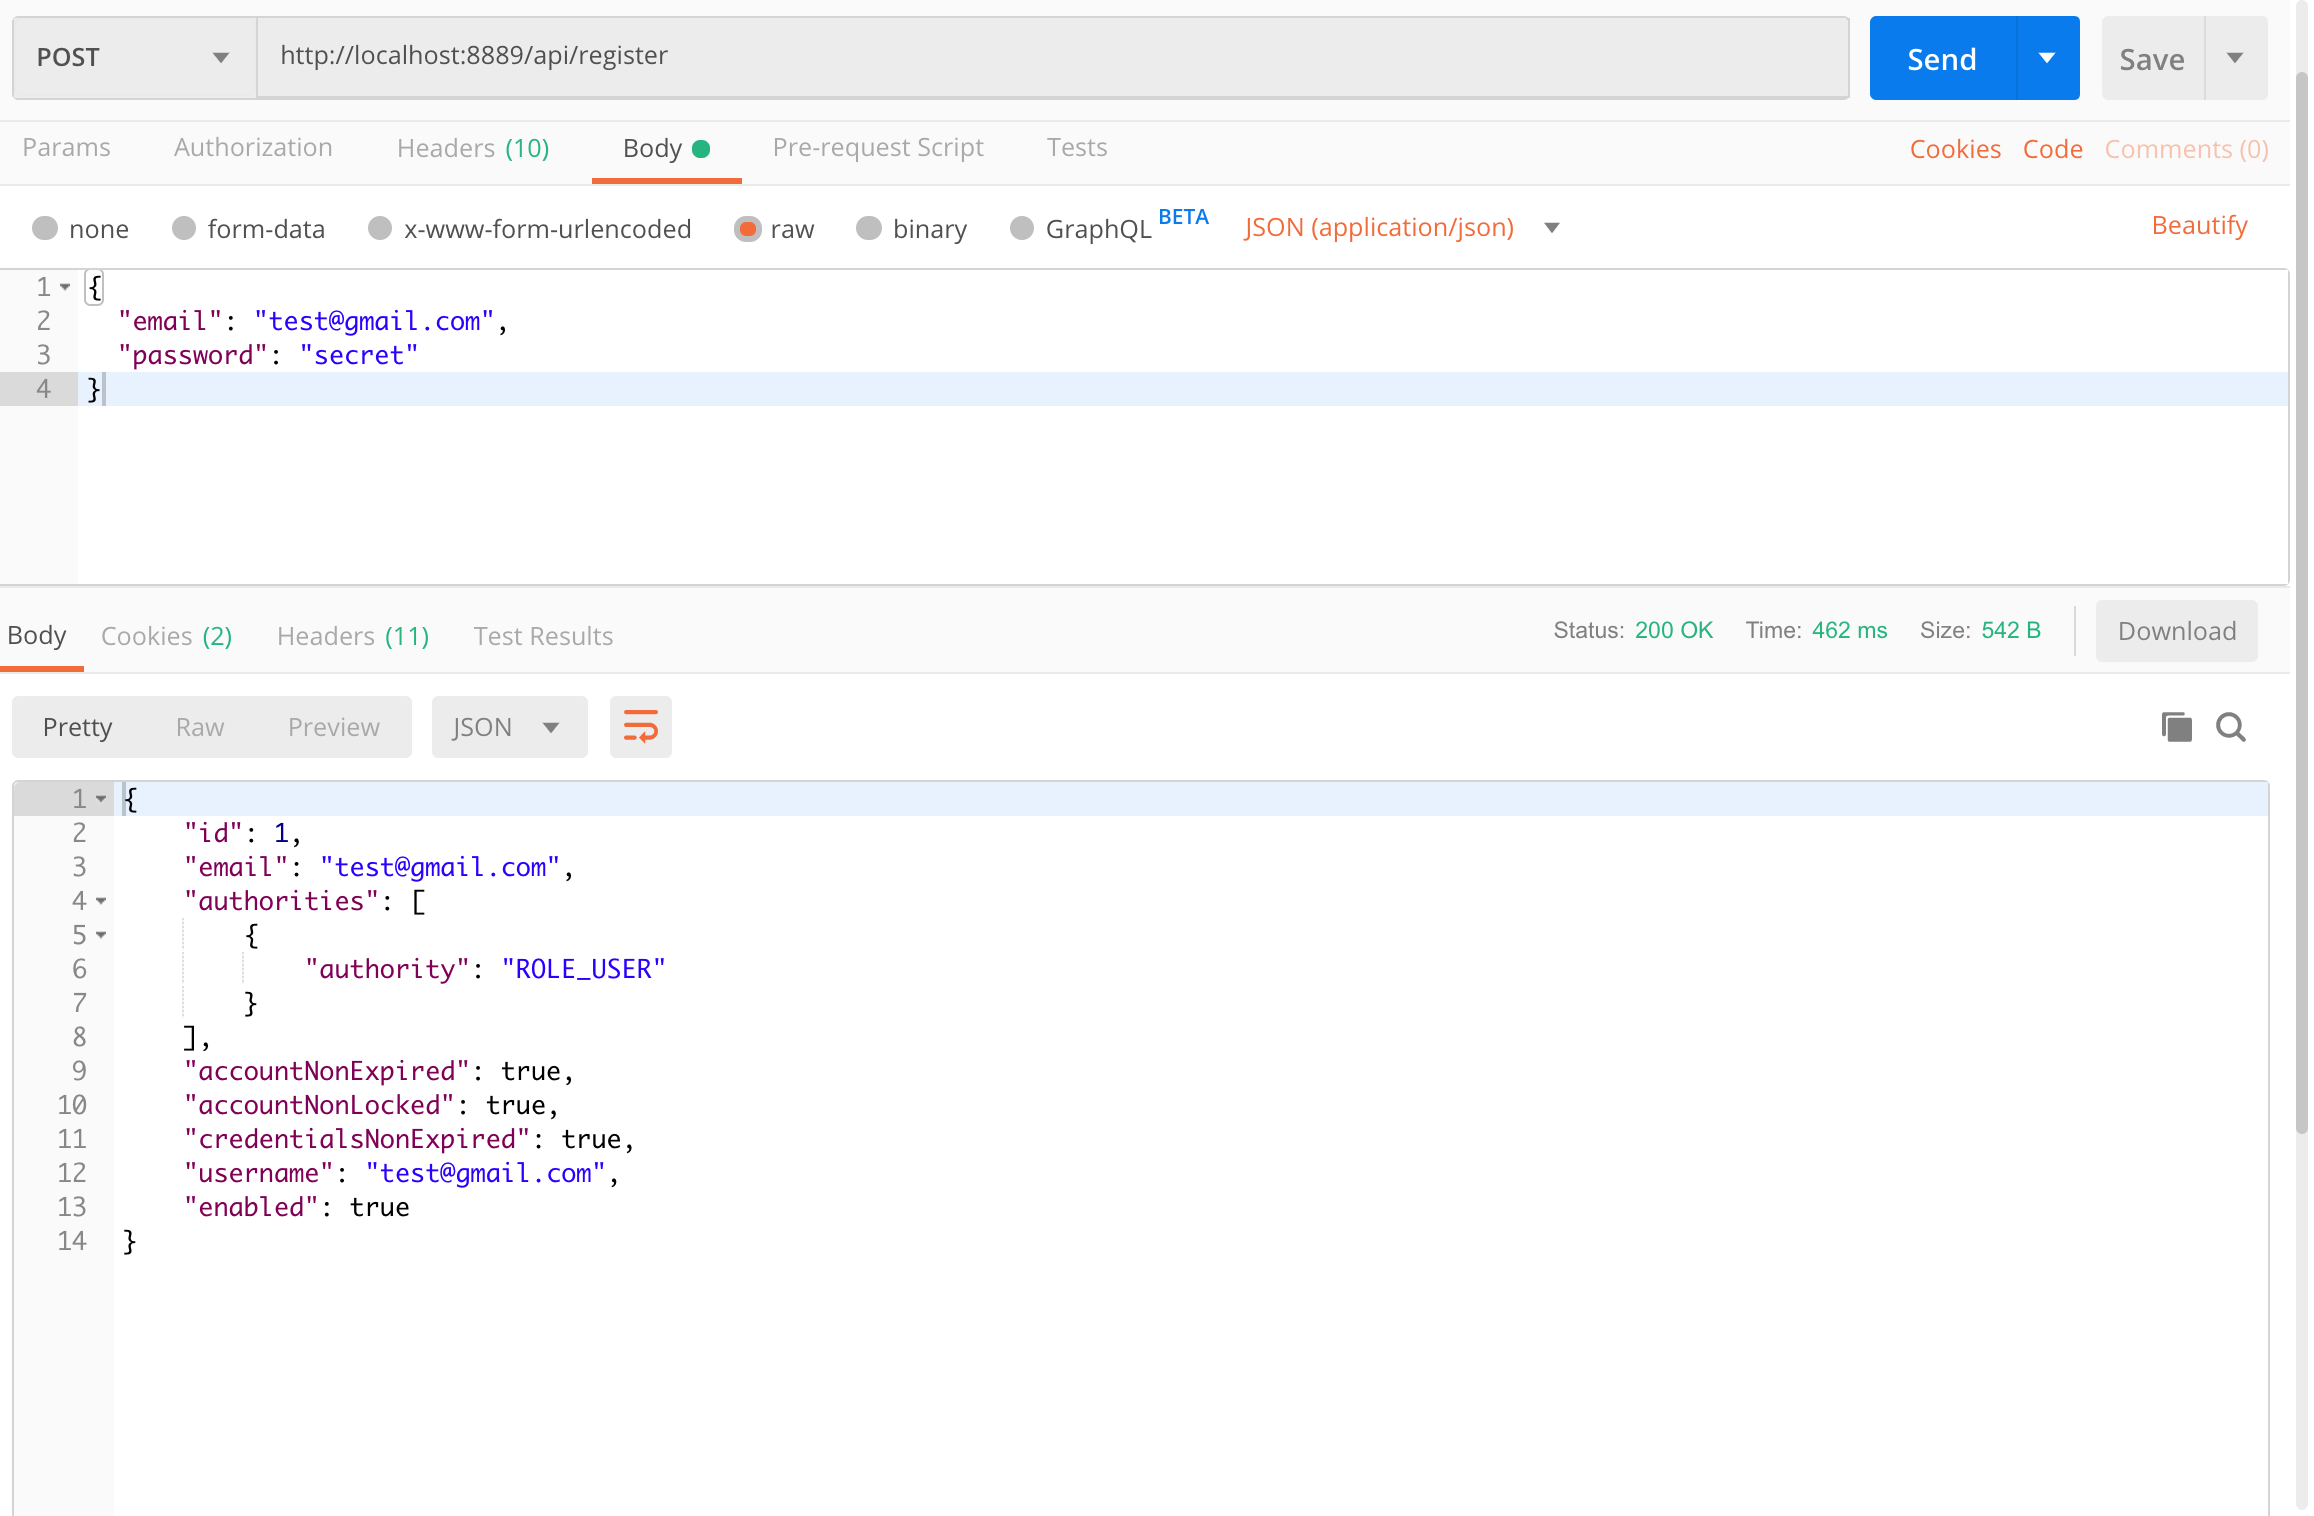 POST http://localhost:8889/api/register Send Save
Params Authorization Headers (10) Body Pre-request Script Tests Cookies Code Comments (0)
none form-data x-www-form-urlencoded raw binary GraphQL BETA JSON (application/json) Beautify
1 {
2 "email": "test@gmail.com",
3 "password": "secret"
4 }
Body Cookies (2) Headers (11) Test Results Status: 200 OK Time: 462 ms Size: 542 B Download
Pretty Raw Preview JSON
1 {
2 "id": 1,
3 "email": "test@gmail.com",
4 "authorities": [
5 {
6 "authority": "ROLE_USER"
7 }
8 ],
9 "accountNonExpired": true,
10 "accountNonLocked": true,
11 "credentialsNonExpired": true,
12 "username": "test@gmail.com",
13 "enabled": true
14 }